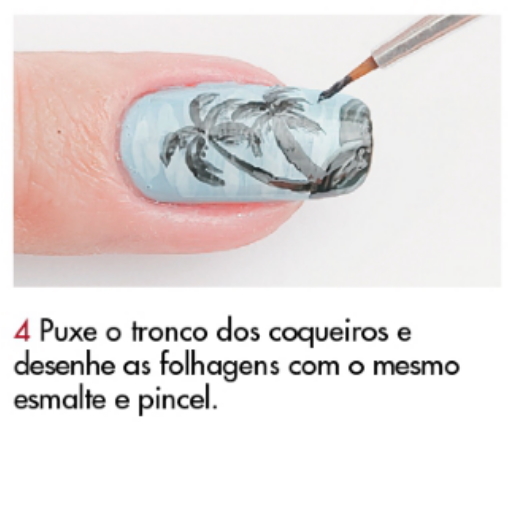 4 Puxe o tronco dos coqueiros e
desenhe as folhagens com o mesmo
esmalte e pincel.